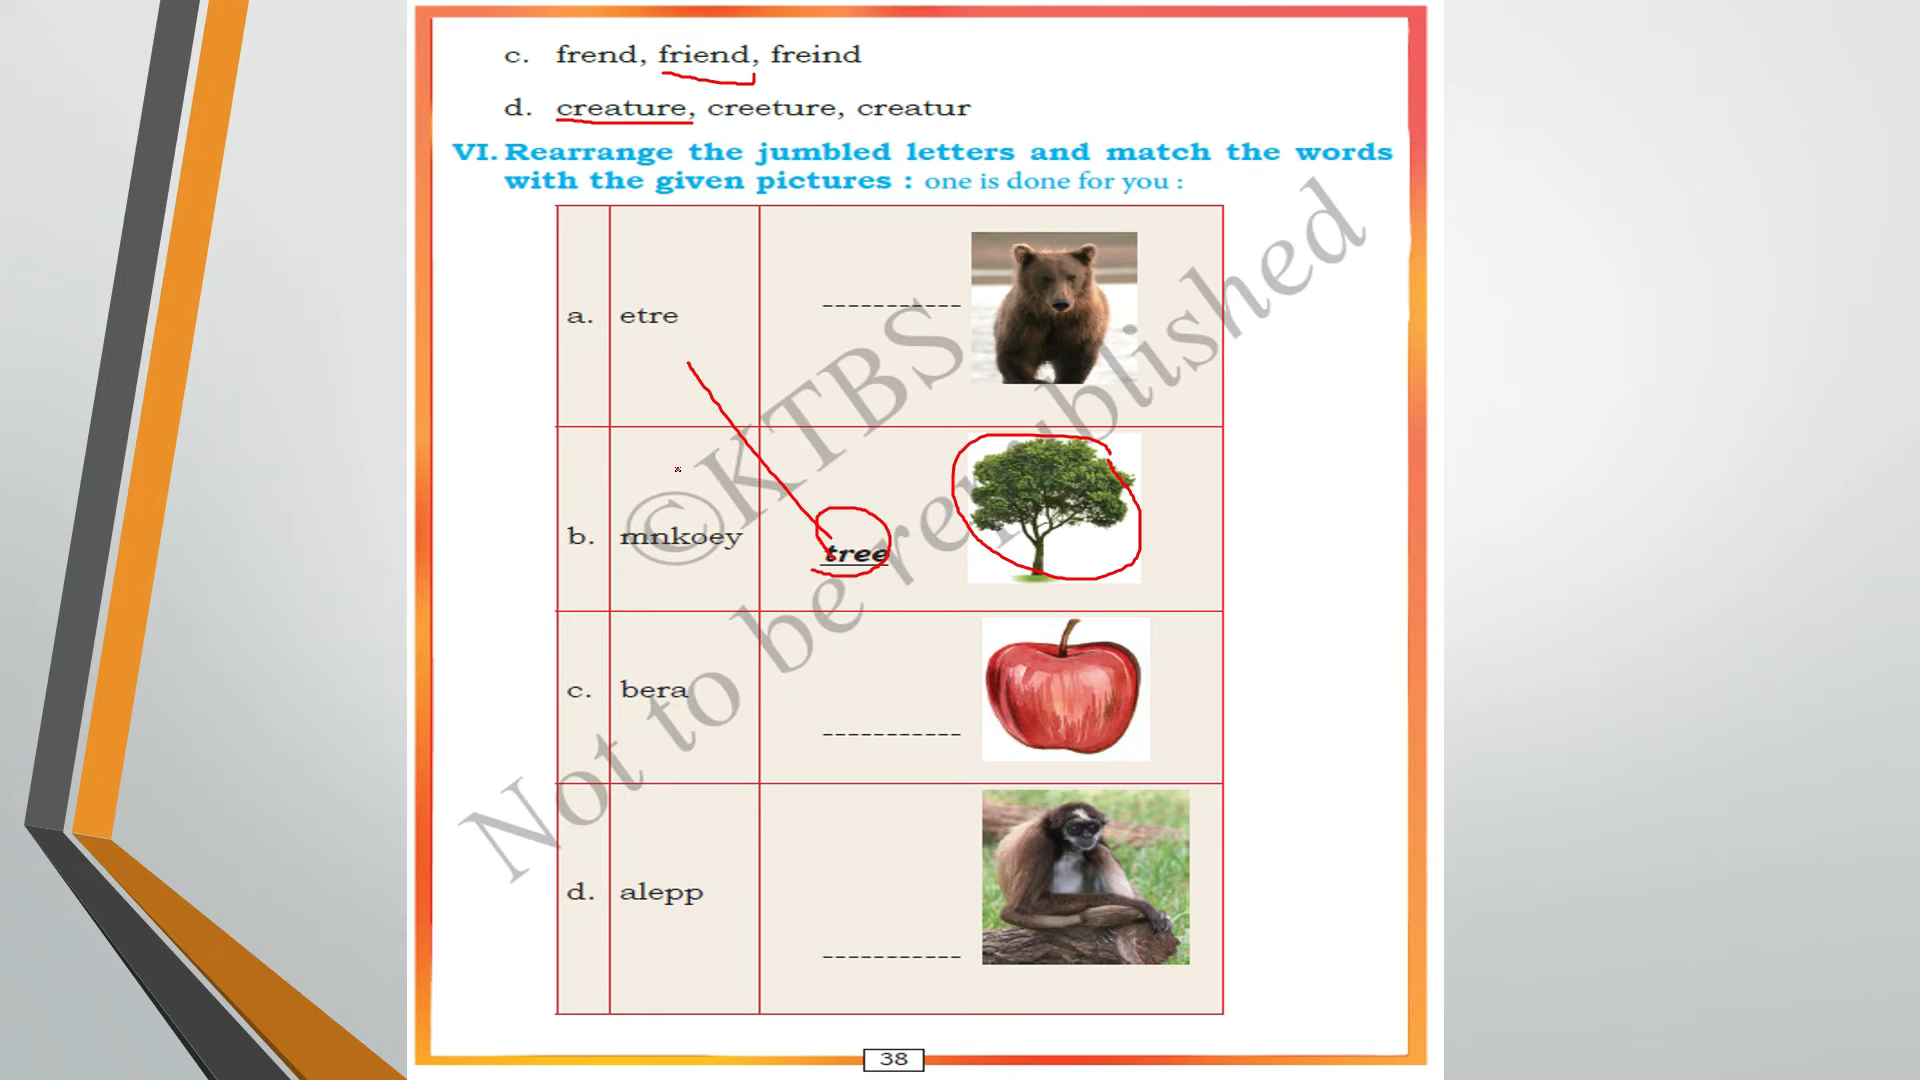 c. frend, friend, freind
d. creature, creeture, creatur
VI. Rearrange the jumbled letters and match the words
with the given pictures : one is done for you :
-----------
a. etre
b. mnkoey
tree
c. bera
-----------
d. alepp
-----------
©KTBS
Not to be republished
38